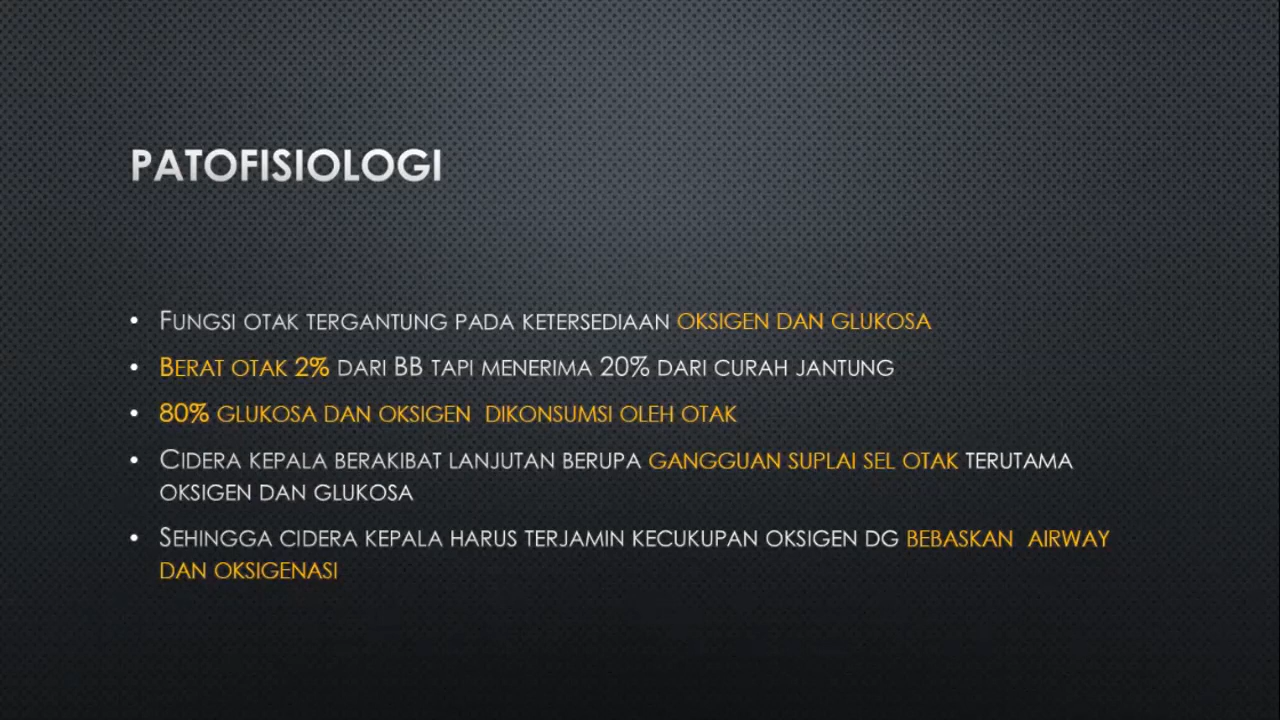 PATOFISIOLOGI
• FUNGSI OTAK TERGANTUNG PADA KETERSEDIAAN OKSIGEN DAN GLUKOSA
• BERAT OTAK 2% DARI BB TAPI MENERIMA 20% DARI CURAH JANTUNG
• 80% GLUKOSA DAN OKSIGEN DIKONSUMSI OLEH OTAK
• CIDERA KEPALA BERAKIBAT LANJUTAN BERUPA GANGGUAN SUPLAI SEL OTAK TERUTAMA
OKSIGEN DAN GLUKOSA
• SEHINGGA CIDERA KEPALA HARUS TERJAMIN KECUKUPAN OKSIGEN DG BEBASKAN AIRWAY
DAN OKSIGENASI